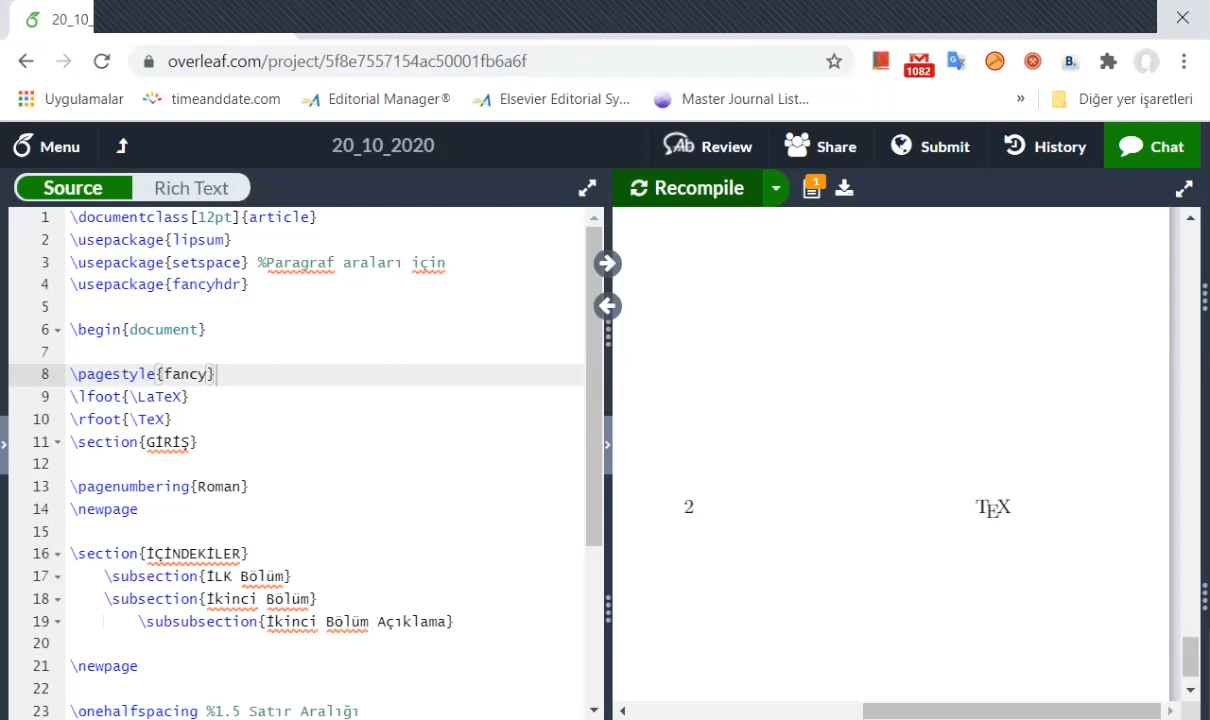 20_10_
overleaf.com/project/5f8e7557154ac50001fb6a6f
1082
B.
Uygulamalar timeanddate.com Editorial Manager® Elsevier Editorial Sy... Master Journal List... » Diğer yer işaretleri
Menu 20_10_2020 Review Share Submit History Chat
Source Rich Text Recompile 1
1 \documentclass[12pt]{article}
2 \usepackage{lipsum}
3 \usepackage{setspace} %Paragraf araları için
4 \usepackage{fancyhdr}
5
6 \begin{document}
7
8 \pagestyle{fancy}
9 \lfoot{\LaTeX}
10 \rfoot{\TeX}
11 \section{GİRİŞ}
12
13 \pagenumbering{Roman}
14 \newpage
15
16 \section{İÇİNDEKİLER}
17 \subsection{İLK Bölüm}
18 \subsection{İkinci Bölüm}
19 \subsubsection{İkinci Bölüm Açıklama}
20
21 \newpage
22
23 \onehalfspacing %1.5 Satır Aralığı
2 TEX